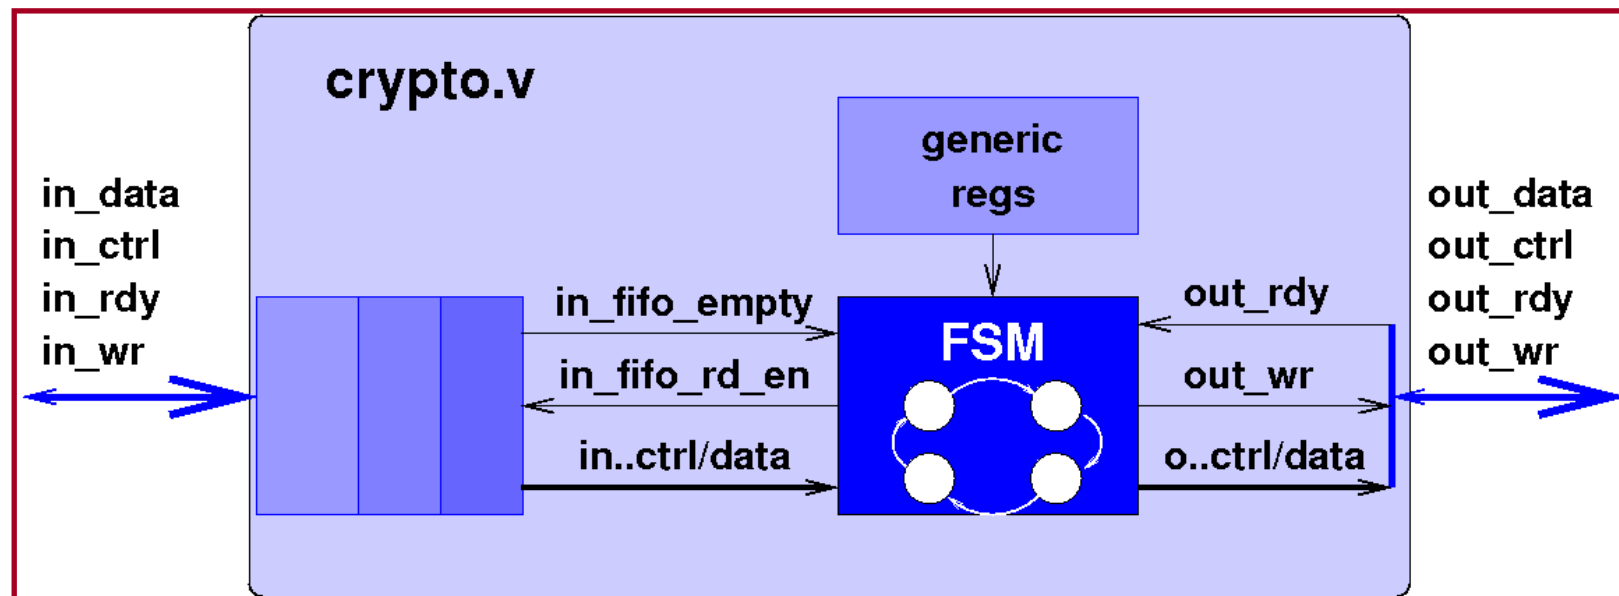 crypto.v
generic
regs
in_data
in_ctrl
in_rdy
in_wr
in_fifo_empty
in_fifo_rd_en
in..ctrl/data
FSM
out_rdy
out_wr
o..ctrl/data
out_data
out_ctrl
out_rdy
out_wr